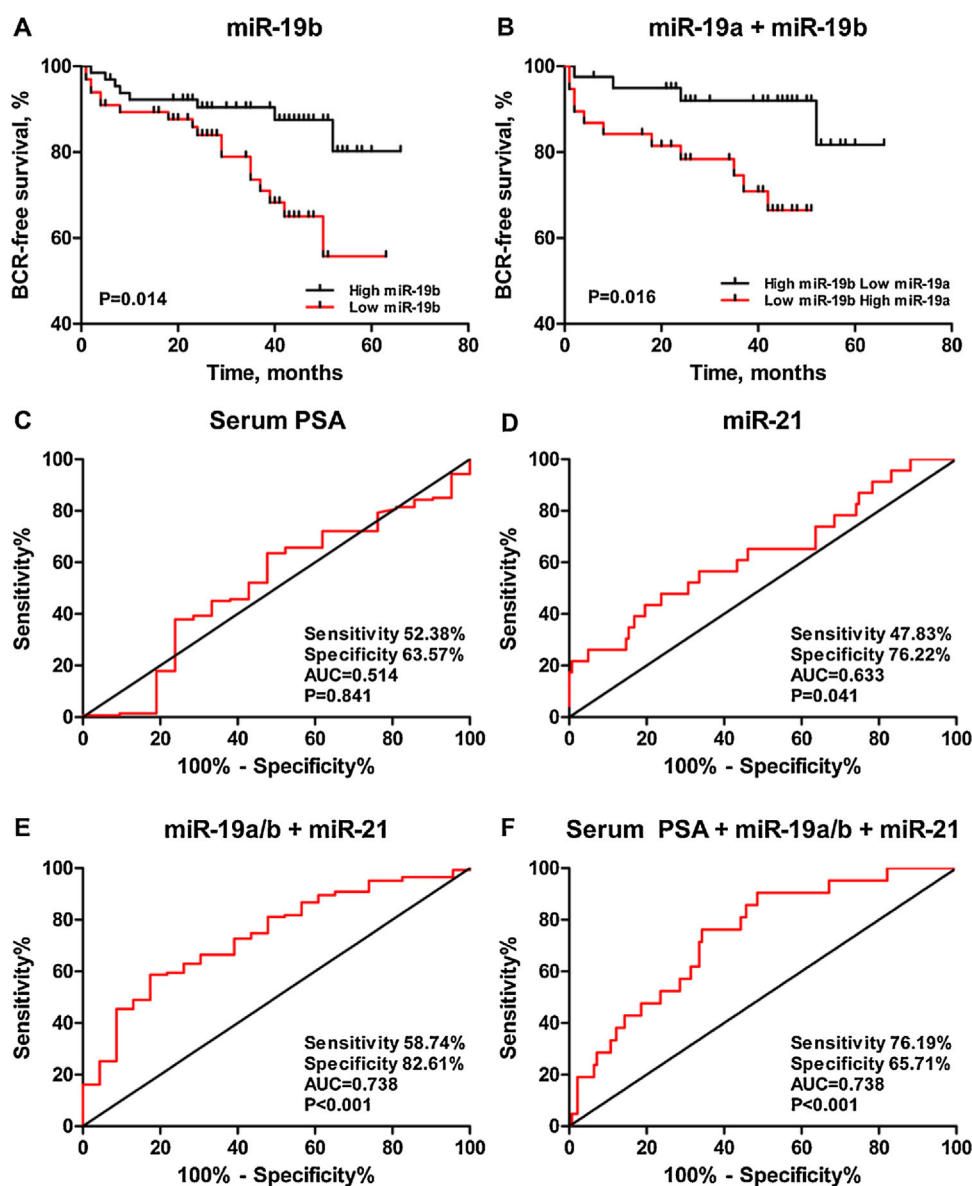 A
miR-19b
BCR-free survival, %
100
80
60
40
0
20
40
60
80
Time, months
P=0.014
High miR-19b
Low miR-19b
B
miR-19a + miR-19b
BCR-free survival, %
100
80
60
40
0
20
40
60
80
Time, months
P=0.016
High miR-19b Low miR-19a
Low miR-19b High miR-19a
C
Serum PSA
Sensitivity%
100
80
60
40
20
0
0
20
40
60
80
100
100% - Specificity%
Sensitivity 52.38%
Specificity 63.57%
AUC=0.514
P=0.841
D
miR-21
Sensitivity%
100
80
60
40
20
0
0
20
40
60
80
100
100% - Specificity%
Sensitivity 47.83%
Specificity 76.22%
AUC=0.633
P=0.041
E
miR-19a/b + miR-21
Sensitivity%
100
80
60
40
20
0
0
20
40
60
80
100
100% - Specificity%
Sensitivity 58.74%
Specificity 82.61%
AUC=0.738
P<0.001
F
Serum PSA + miR-19a/b + miR-21
Sensitivity%
100
80
60
40
20
0
0
20
40
60
80
100
100% - Specificity%
Sensitivity 76.19%
Specificity 65.71%
AUC=0.738
P<0.001